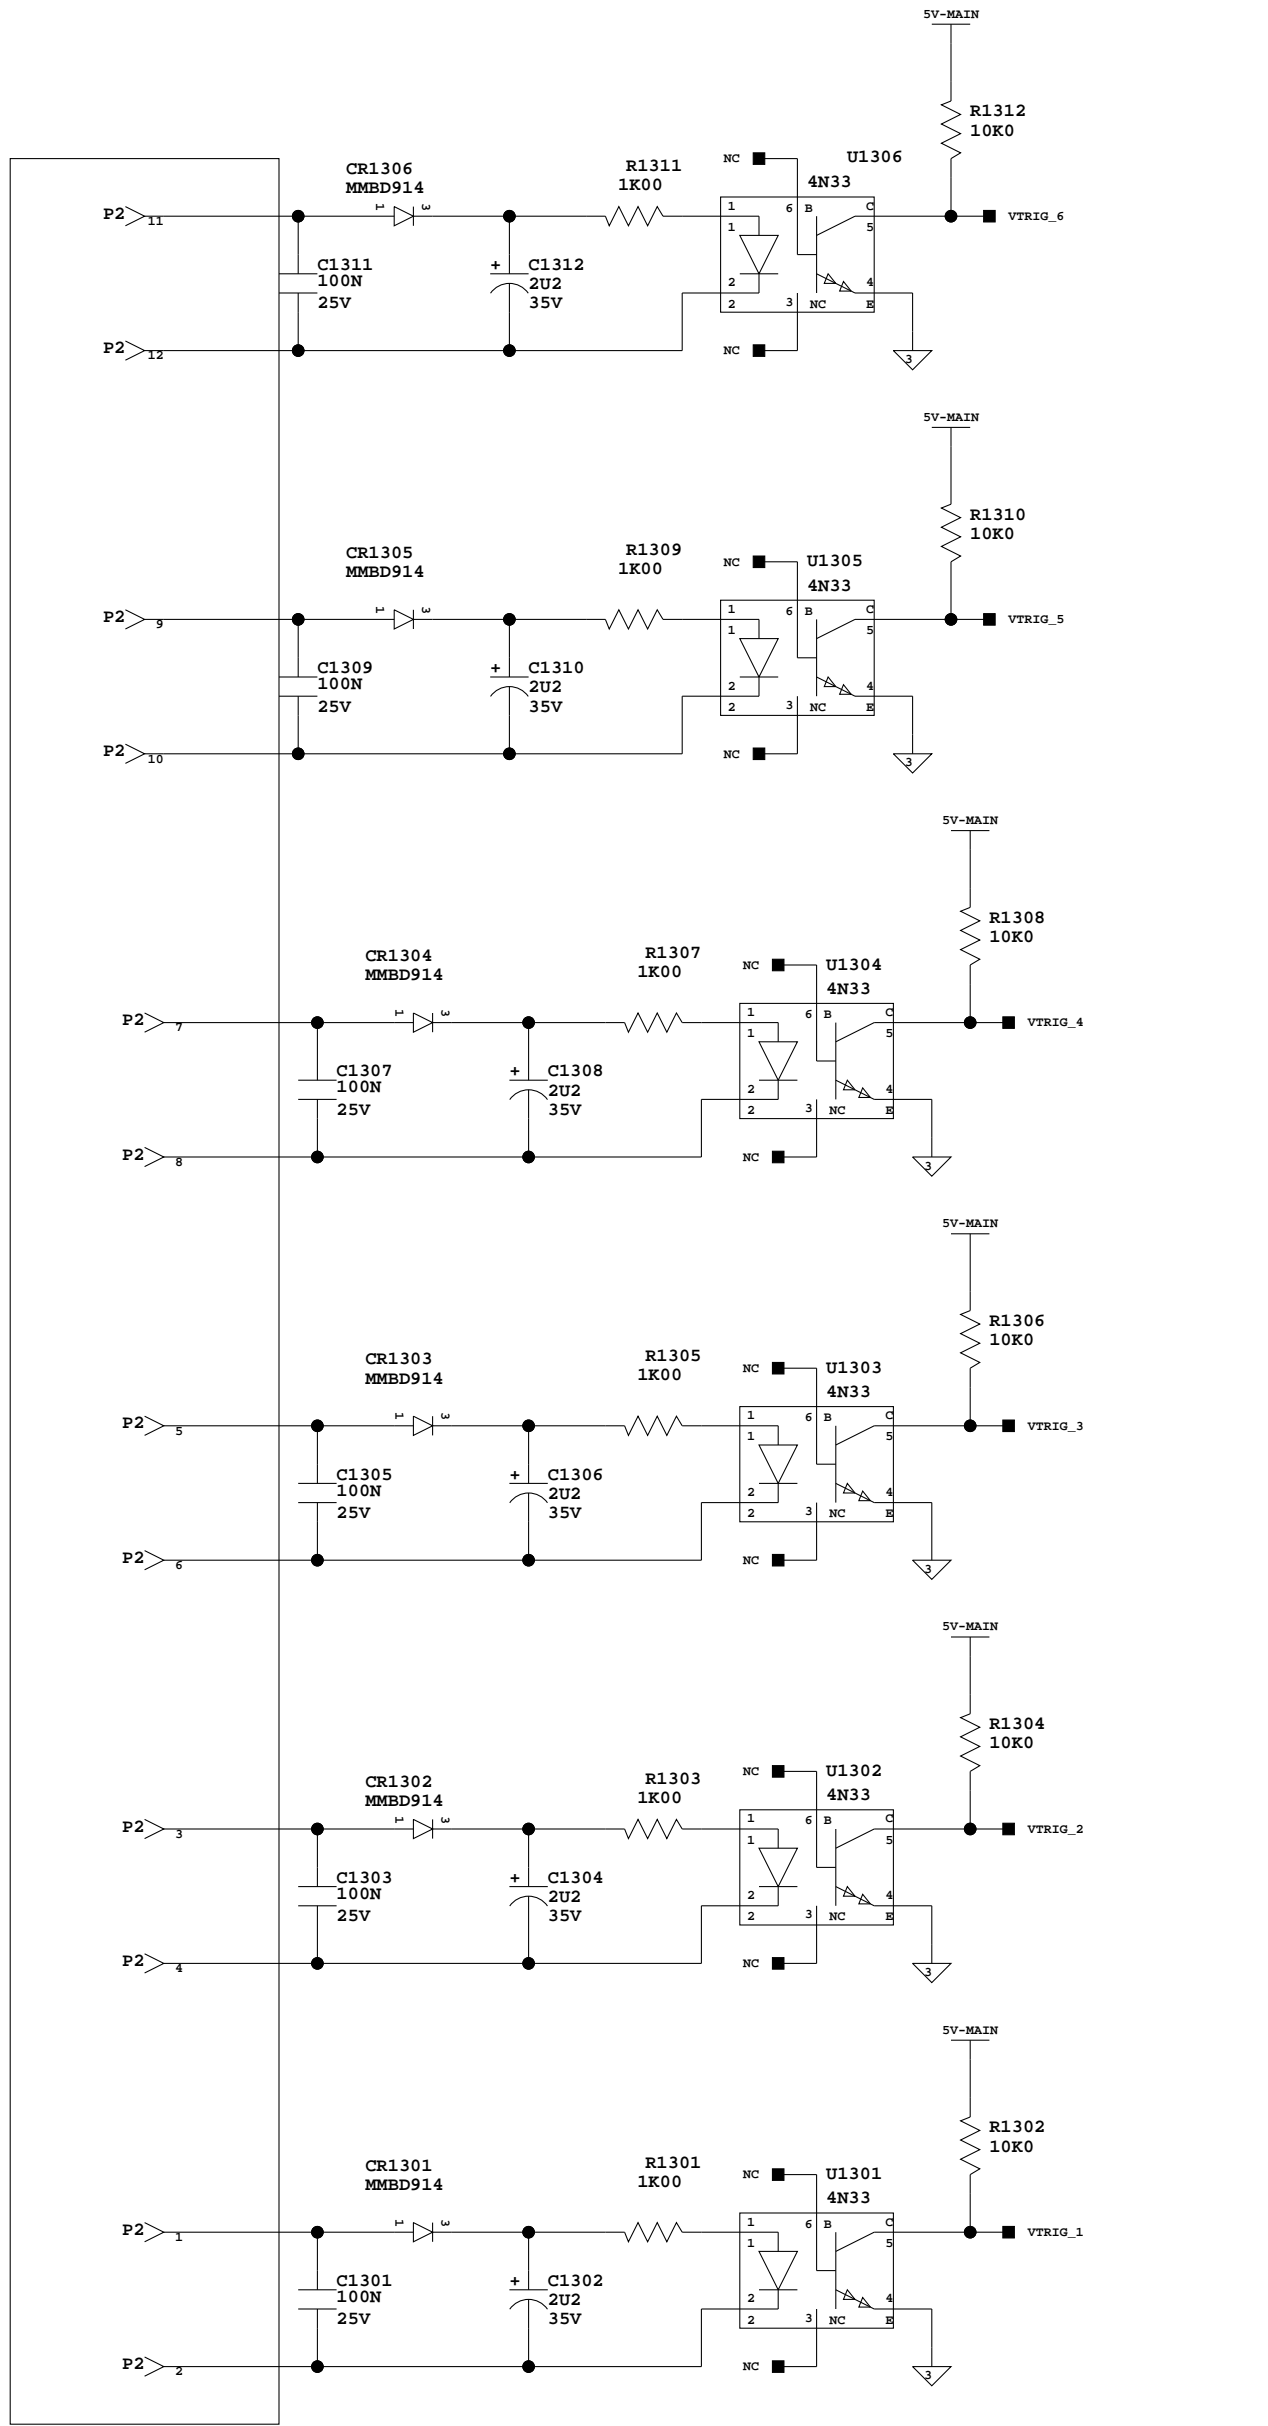 5V-MAIN
R1312
10K0
CR1306
MMBD914
R1311
1K00
NC
U1306
4N33
P2 11
1 3
1
1
6 B
C
5
VTRIG_6
C1311
100N
25V
+ C1312
2U2
35V
2
2
3 NC
4
E
P2 12
NC
3
5V-MAIN
R1310
10K0
CR1305
MMBD914
R1309
1K00
NC
U1305
4N33
P2 9
1 3
1
1
6 B
C
5
VTRIG_5
C1309
100N
25V
+ C1310
2U2
35V
2
2
3 NC
4
E
P2 10
NC
3
5V-MAIN
R1308
10K0
CR1304
MMBD914
R1307
1K00
NC
U1304
4N33
P2 7
1 3
1
1
6 B
C
5
VTRIG_4
C1307
100N
25V
+ C1308
2U2
35V
2
2
3 NC
4
E
P2 8
NC
3
5V-MAIN
R1306
10K0
CR1303
MMBD914
R1305
1K00
NC
U1303
4N33
P2 5
1 3
1
1
6 B
C
5
VTRIG_3
C1305
100N
25V
+ C1306
2U2
35V
2
2
3 NC
4
E
P2 6
NC
3
5V-MAIN
R1304
10K0
CR1302
MMBD914
R1303
1K00
NC
U1302
4N33
P2 3
1 3
1
1
6 B
C
5
VTRIG_2
C1303
100N
25V
+ C1304
2U2
35V
2
2
3 NC
4
E
P2 4
NC
3
5V-MAIN
R1302
10K0
CR1301
MMBD914
R1301
1K00
NC
U1301
4N33
P2 1
1 3
1
1
6 B
C
5
VTRIG_1
C1301
100N
25V
+ C1302
2U2
35V
2
2
3 NC
4
E
P2 2
NC
3